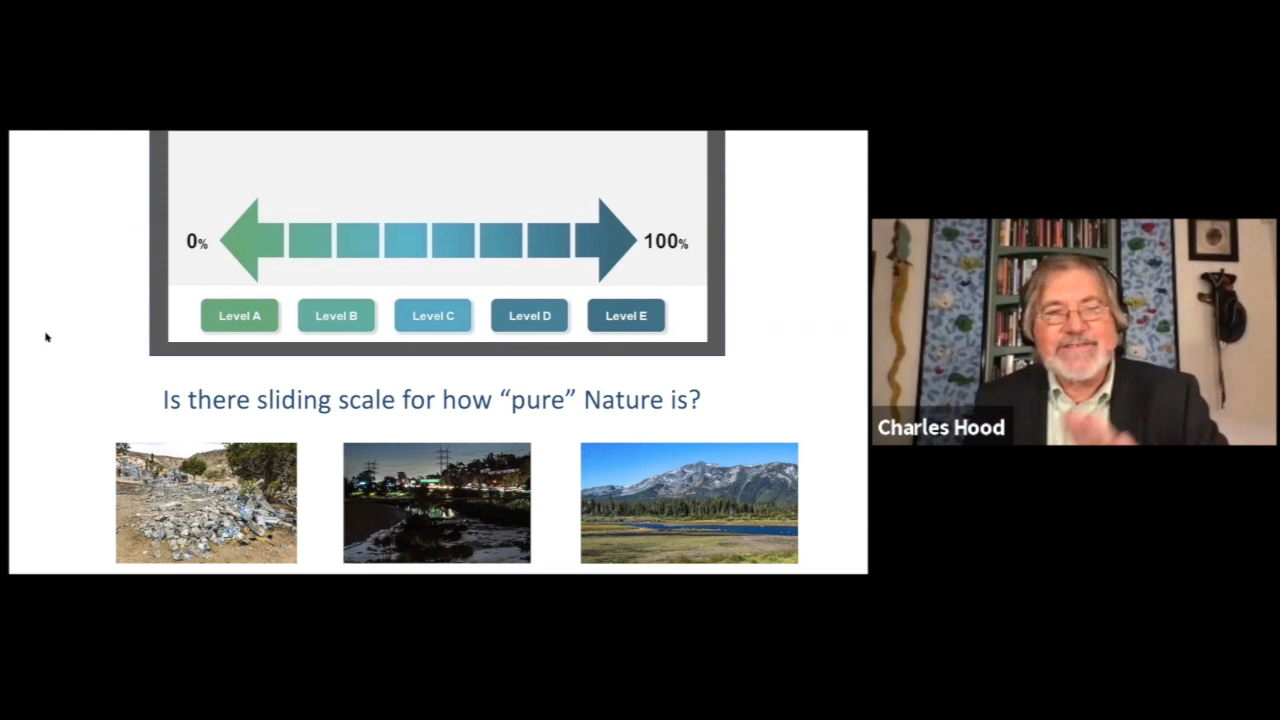 0%
100%
Level A
Level B
Level C
Level D
Level E
Is there sliding scale for how “pure” Nature is?
Charles Hood